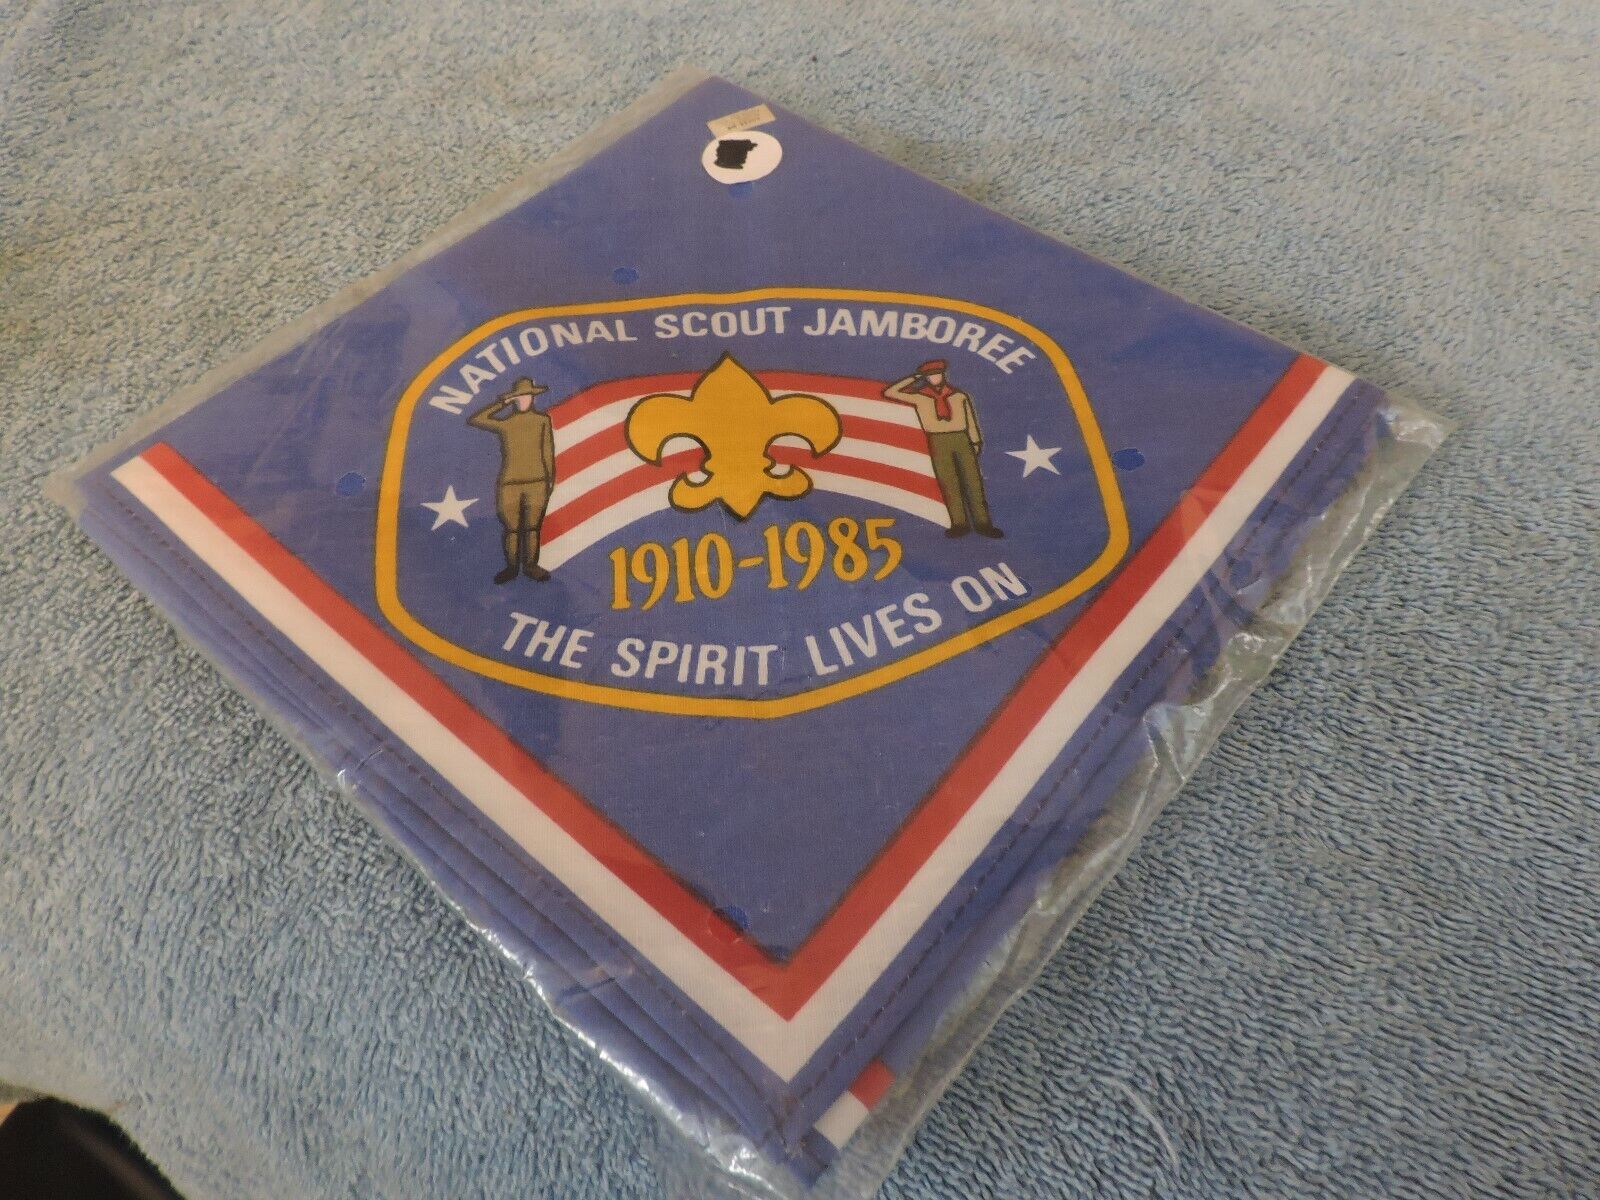 NATIONAL SCOUT JAMBOREE
1910-1985
THE SPIRIT LIVES ON